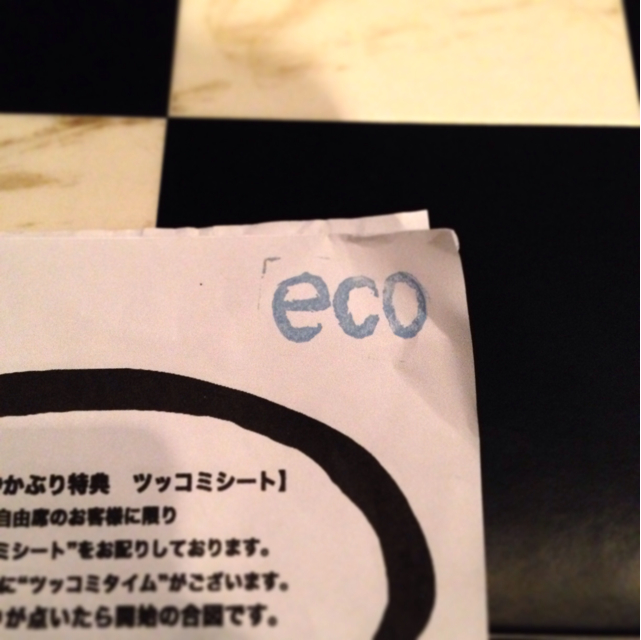 eco
かぶり特典 ツッコミシート】
自由席のお客様に限り
ミシート”をお配りしております。
に“ツッコミタイム”がございます。
が点いたら開始の合図です。